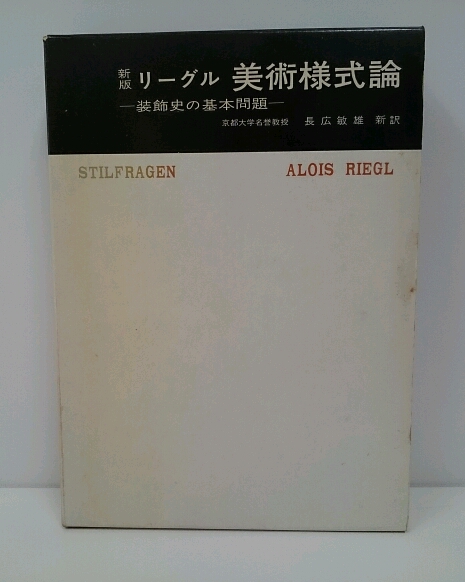 新版 リーグル 美術様式論
―装飾史の基本問題―
京都大学名誉教授 長広敏雄 新訳
STILFRAGEN ALOIS RIEGL